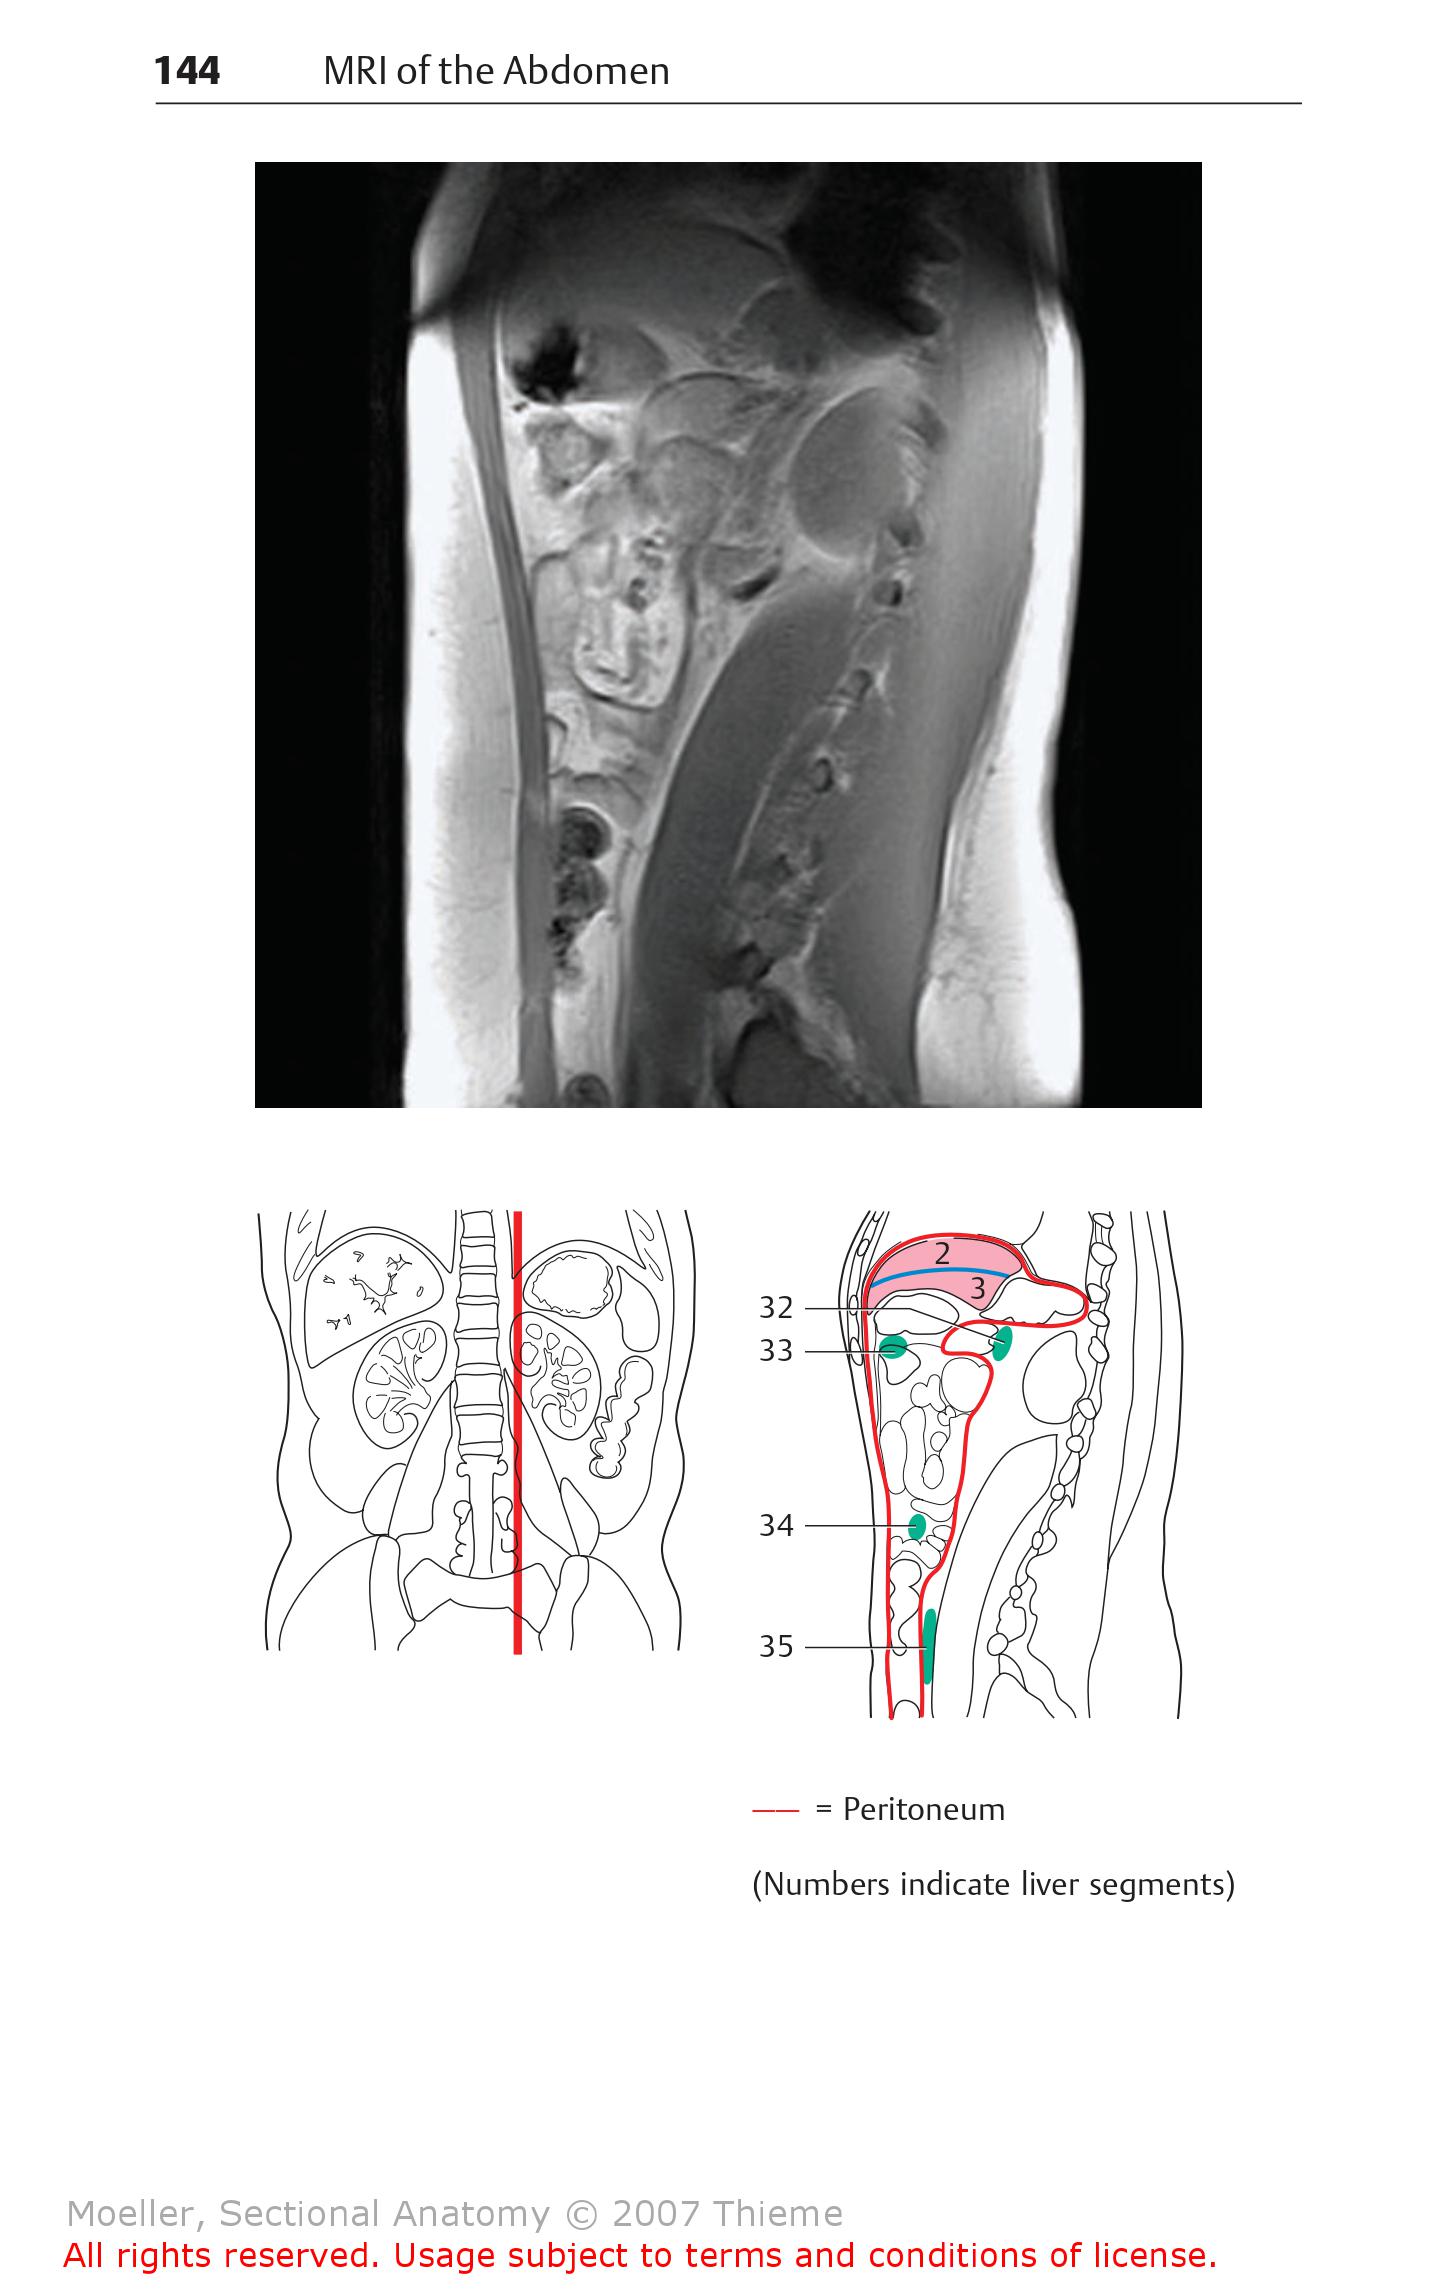 144 MRI of the Abdomen
2
3
32
33
34
35
—— = Peritoneum
(Numbers indicate liver segments)
Moeller, Sectional Anatomy © 2007 Thieme
All rights reserved. Usage subject to terms and conditions of license.